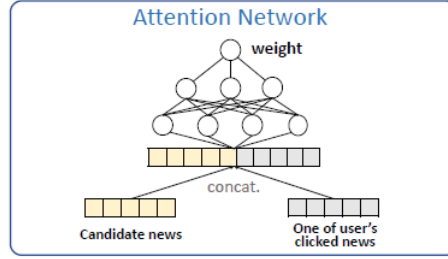 Attention Network
weight
concat.
Candidate news
One of user's
clicked news